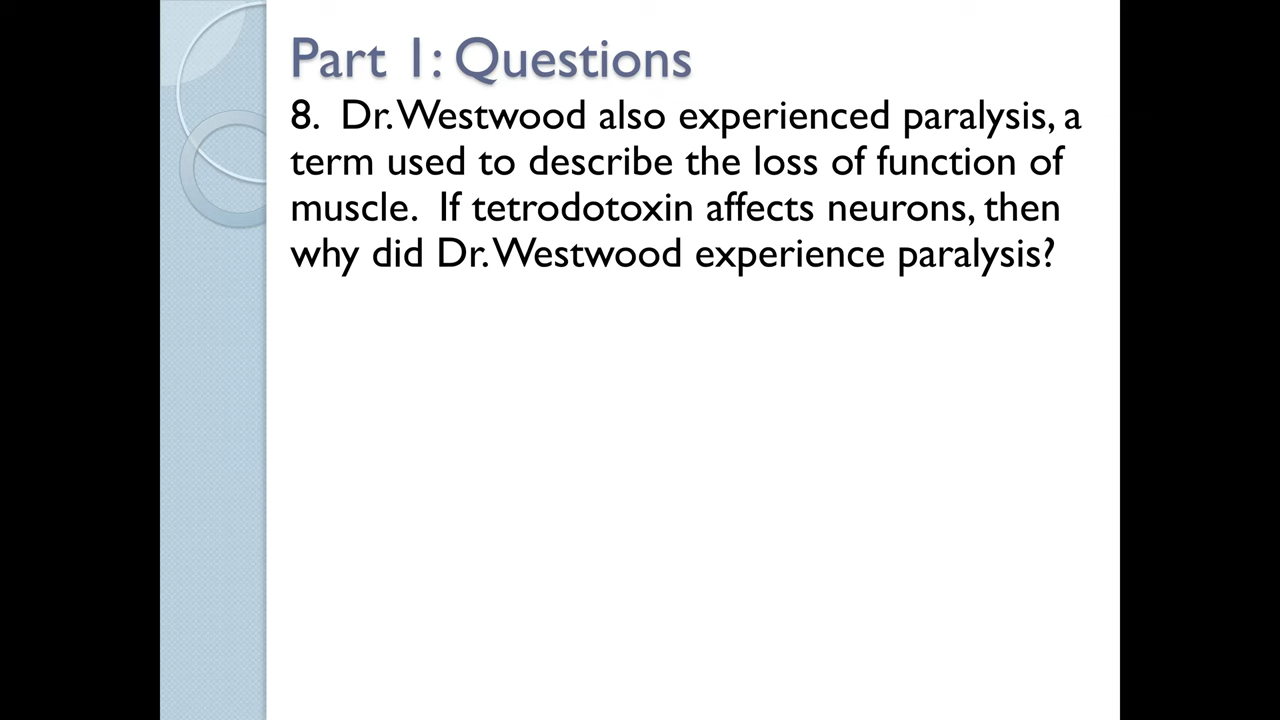 Part 1: Questions
8. Dr. Westwood also experienced paralysis, a
term used to describe the loss of function of
muscle. If tetrodotoxin affects neurons, then
why did Dr. Westwood experience paralysis?